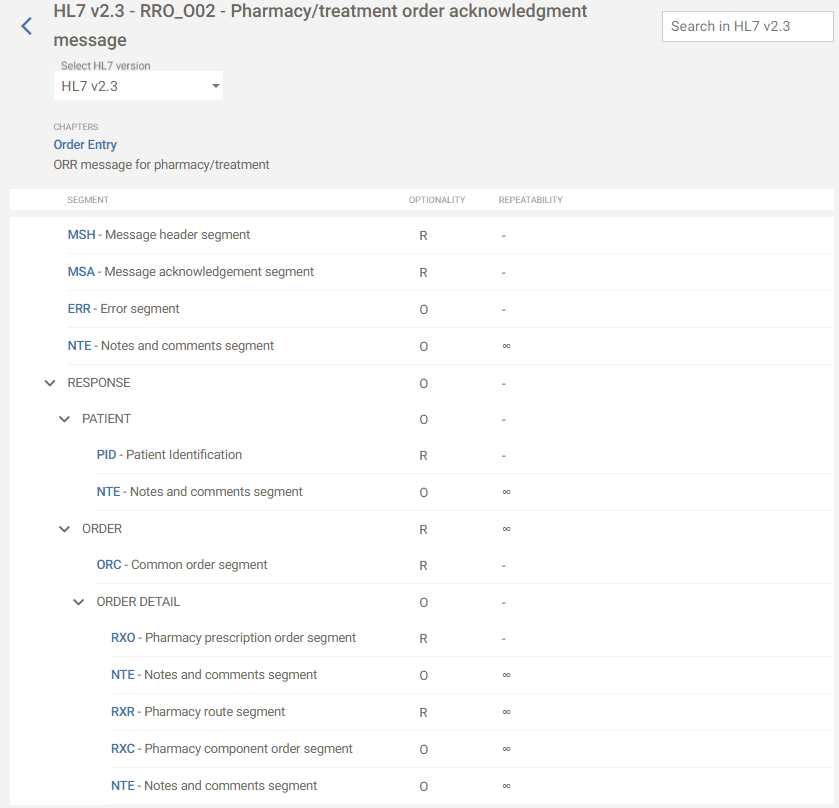 HL7 v2.3 - RRO_O02 - Pharmacy/treatment order acknowledgment
message
Search in HL7 v2.3
Select HL7 version
HL7 v2.3
CHAPTERS
Order Entry
ORR message for pharmacy/treatment
SEGMENT OPTIONALITY REPEATABILITY
MSH - Message header segment R -
MSA - Message acknowledgement segment R -
ERR - Error segment O -
NTE - Notes and comments segment O ∞
RESPONSE O -
PATIENT O -
PID - Patient Identification R -
NTE - Notes and comments segment O ∞
ORDER R ∞
ORC - Common order segment R -
ORDER DETAIL O -
RXO - Pharmacy prescription order segment R -
NTE - Notes and comments segment O ∞
RXR - Pharmacy route segment R ∞
RXC - Pharmacy component order segment O ∞
NTE - Notes and comments segment O ∞